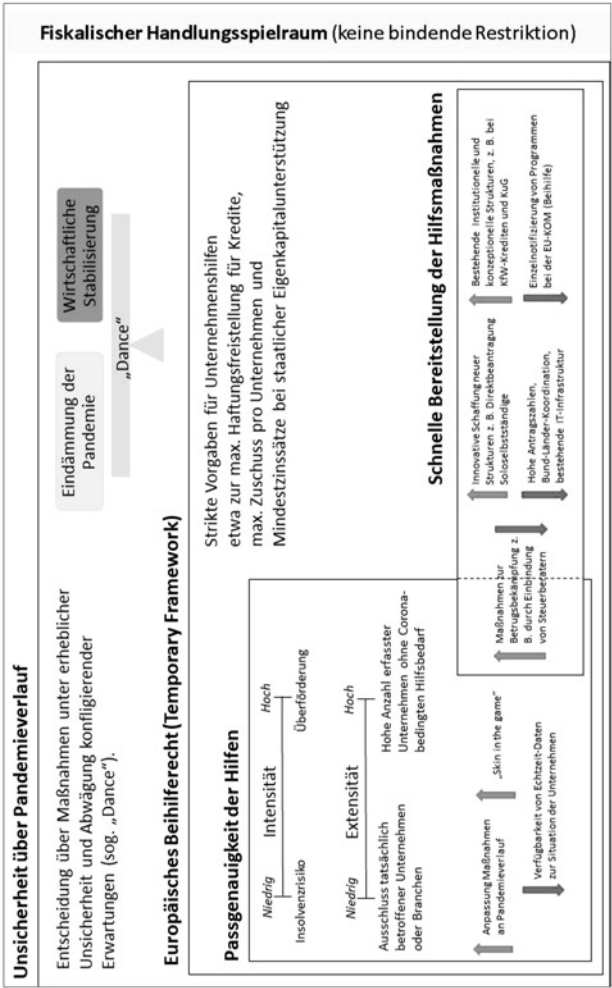 Unsicherheit über Pandemieverlauf
Entscheidung über Maßnahmen unter erheblicher
Unsicherheit und Abwägung konfligierender
Erwartungen (sog. „Dance“).
Eindämmung der
Pandemie
Wirtschaftliche
Stabilisierung
„Dance“
Europäisches Beihilferecht (Temporary Framework)
Strikte Vorgaben für Unternehmenshilfen
etwa zur max. Haftungsfreistellung für Kredite,
max. Zuschuss pro Unternehmen und
Mindestzinssätze bei staatlicher Eigenkapitalunterstützung
Passgenauigkeit der Hilfen
Niedrig
Intensität
Hoch
Insolvenzrisiko
Überförderung
Niedrig
Extensität
Hoch
Ausschluss tatsächlich
betroffener Unternehmen
oder Branchen
Hohe Anzahl erfasster
Unternehmen ohne Corona-
bedingten Hilfsbedarf
Anpassung Maßnahmen
an Pandemieverlauf
„Skin in the game“
Verfügbarkeit von Echtzeit-Daten
zur Situation der Unternehmen
Schnelle Bereitstellung der Hilfsmaßnahmen
Maßnahmen zur
Betrugsbekämpfung z.
B. durch Einbindung
von Steuerberatern
Innovative Schaffung neuer
Strukturen z. B. Direktbeantragung
Soloselbstständige
Hohe Antragszahlen,
Bund-Länder-Koordination,
bestehende IT-Infrastruktur
Bestehende Institutionelle und
konzeptionelle Strukturen, z. B. bei
KfW-Krediten und KuG
Einzelnotifizierung von Programmen
bei der EU-KOM (Beihilfe)
Fiskalischer Handlungsspielraum (keine bindende Restriktion)